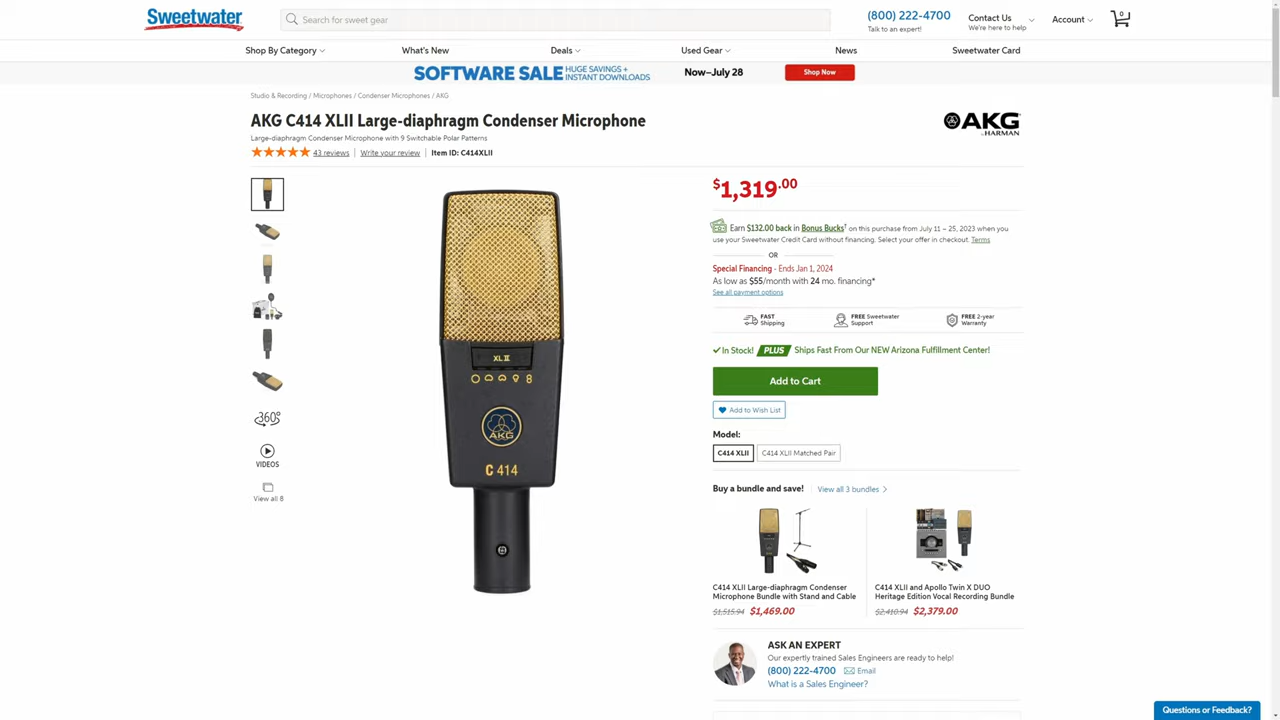 Sweetwater
Search for sweet gear
(800) 222-4700
Talk to an expert!
Contact Us
We're here to help
Account
0
Shop By Category
What's New
Deals
Used Gear
News
Sweetwater Card
SOFTWARE SALE HUGE SAVINGS + INSTANT DOWNLOADS Now–July 28 Shop Now
Studio & Recording / Microphones / Condenser Microphones / AKG
AKG C414 XLII Large-diaphragm Condenser Microphone
Large-diaphragm Condenser Microphone with 9 Switchable Polar Patterns
43 reviews | Write your review | Item ID: C414XLII
AKG
BY HARMAN
360°
VIDEOS
View all 8
XL II
AKG
C 414
$1,319.00
Earn $132.00 back in Bonus Bucks† on this purchase from July 11 – 25, 2023 when you
use your Sweetwater Credit Card without financing. Select your offer in checkout. Terms
OR
Special Financing - Ends Jan 1, 2024
As low as $55/month with 24 mo. financing*
See all payment options
FAST Shipping
FREE Sweetwater Support
FREE 2-year Warranty
In Stock! PLUS Ships Fast From Our NEW Arizona Fulfillment Center!
Add to Cart
Add to Wish List
Model:
C414 XLII
C414 XLII Matched Pair
Buy a bundle and save! | View all 3 bundles
C414 XLII Large-diaphragm Condenser
Microphone Bundle with Stand and Cable
$1,515.94 $1,469.00
C414 XLII and Apollo Twin X DUO
Heritage Edition Vocal Recording Bundle
$2,410.94 $2,379.00
ASK AN EXPERT
Our expertly trained Sales Engineers are ready to help!
(800) 222-4700 Email
What is a Sales Engineer?
Questions or Feedback?